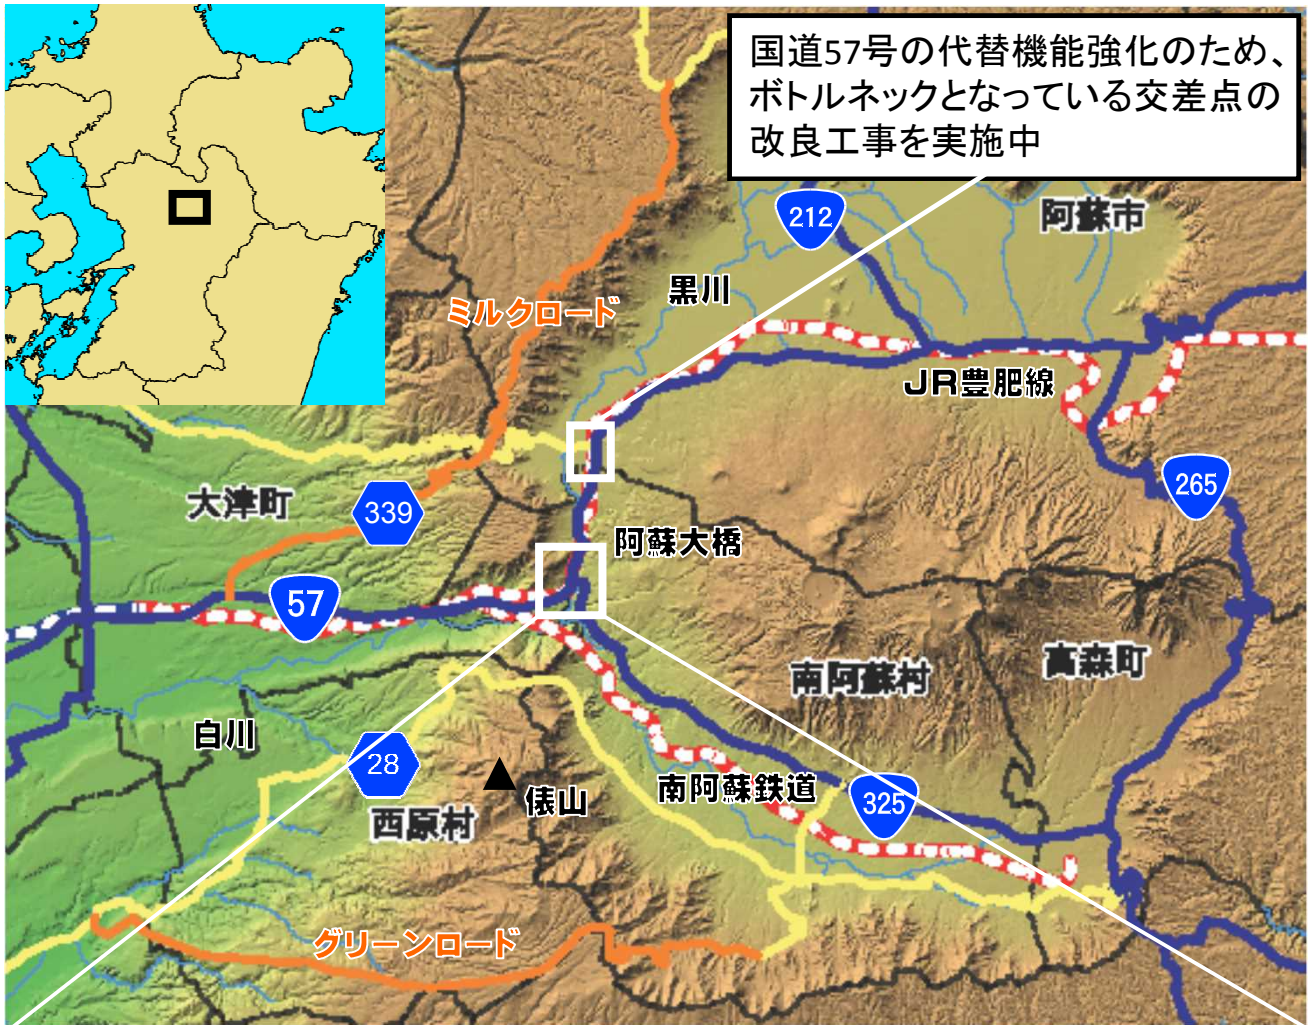 国道57号の代替機能強化のため、
ボトルネックとなっている交差点の
改良工事を実施中
212
阿蘇市
黒川
ミルクロード
JR豊肥線
265
大津町
339
阿蘇大橋
57
南阿蘇村
高森町
白川
28
南阿蘇鉄道
325
俵山
西原村
グリーンロード